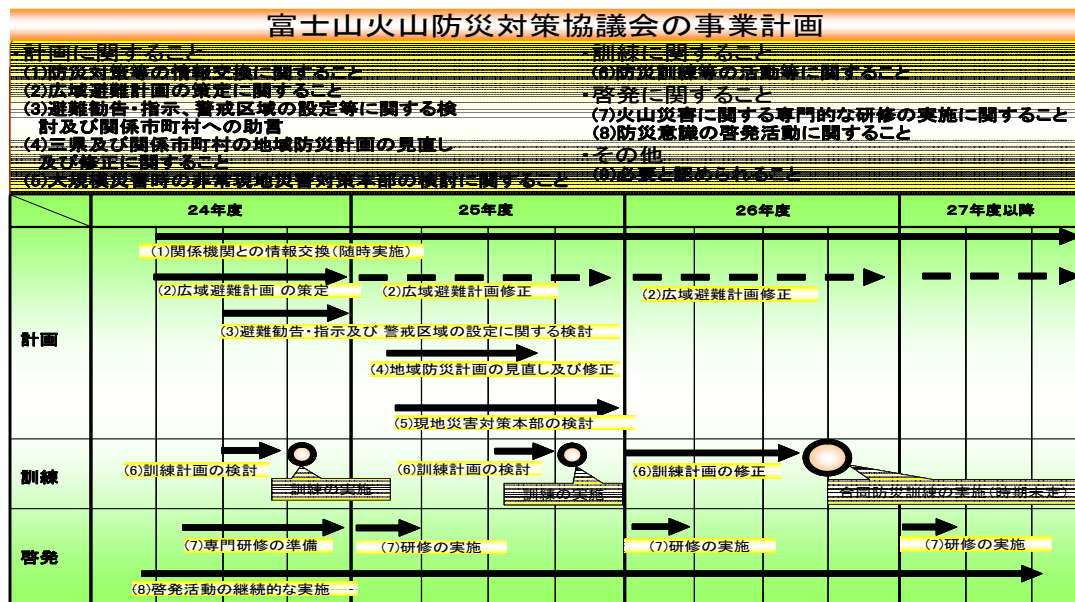 富士山火山防災対策協議会の事業計画
・計画に関すること
(1)防災対策等の情報交換に関すること
(2)広域避難計画の策定に関すること
(3)避難勧告・指示、警戒区域の設定等に関する検
討及び関係市町村への助言
(4)三県及び関係市町村の地域防災計画の見直し
及び修正に関すること
(5)大規模災害時の非常現地災害対策本部の検討に関すること
・訓練に関すること
(6)防災訓練等の活動等に関すること
・啓発に関すること
(7)火山災害に関する専門的な研修の実施に関すること
(8)防災意識の啓発活動に関すること
・その他
(9)必要と認められること
24年度
25年度
26年度
27年度以降
計画
(1)関係機関との情報交換(随時実施)
(2)広域避難計画 の策定
(2)広域避難計画修正
(2)広域避難計画修正
(3)避難勧告・指示及び 警戒区域の設定に関する検討
(4)地域防災計画の見直し及び修正
(5)現地災害対策本部の検討
訓練
(6)訓練計画の検討
訓練の実施
(6)訓練計画の検討
訓練の実施
(6)訓練計画の修正
合同防災訓練の実施(時期未定)
啓発
(7)専門研修の準備
(7)研修の実施
(7)研修の実施
(7)研修の実施
(8)啓発活動の継続的な実施